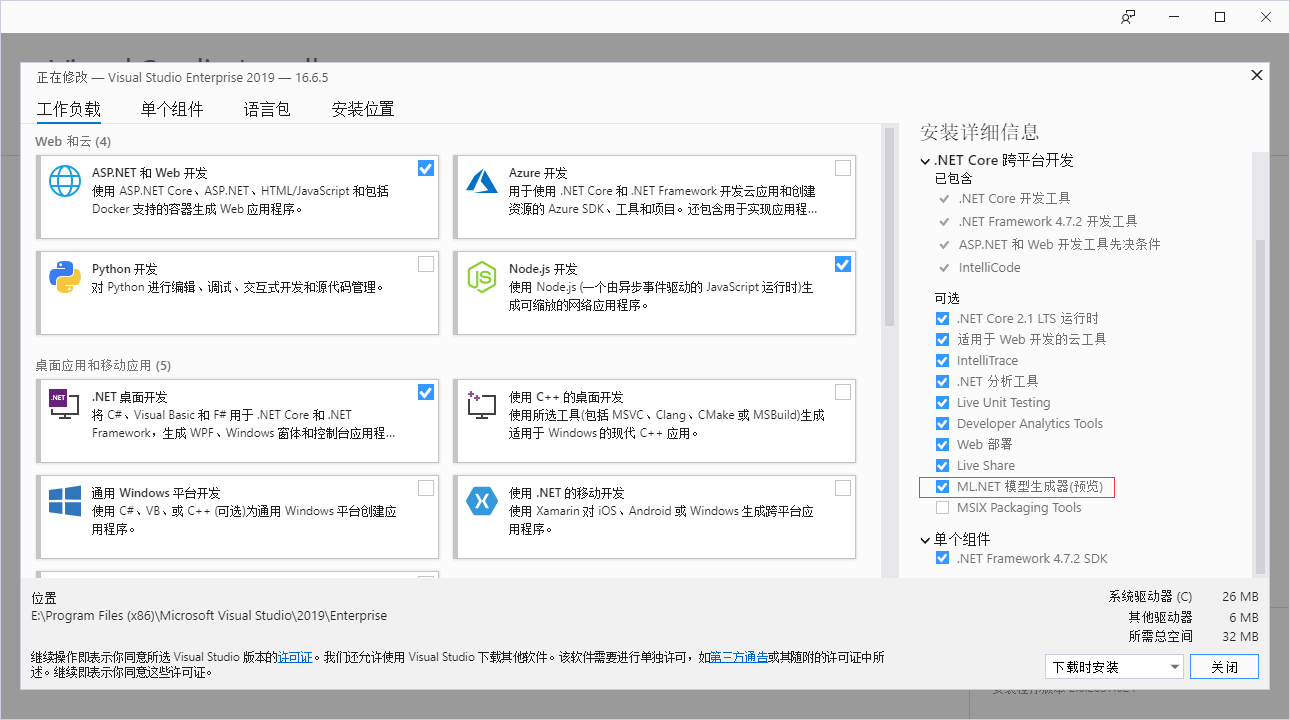 正在修改 — Visual Studio Enterprise 2019 — 16.6.5
工作负载
单个组件
语言包
安装位置
Web 和云 (4)
ASP.NET 和 Web 开发
使用 ASP.NET Core、ASP.NET、HTML/JavaScript 和包括
Docker 支持的容器生成 Web 应用程序。
Azure 开发
用于使用 .NET Core 和 .NET Framework 开发云应用和创建
资源的 Azure SDK、工具和项目。还包含用于实现应用程...
Python 开发
对 Python 进行编辑、调试、交互式开发和源代码管理。
Node.js 开发
使用 Node.js (一个由异步事件驱动的 JavaScript 运行时)生
成可缩放的网络应用程序。
桌面应用和移动应用 (5)
.NET
.NET 桌面开发
将 C#、Visual Basic 和 F# 用于 .NET Core 和 .NET
Framework，生成 WPF、Windows 窗体和控制台应用程...
使用 C++ 的桌面开发
使用所选工具(包括 MSVC、Clang、CMake 或 MSBuild)生成
适用于 Windows 的现代 C++ 应用。
通用 Windows 平台开发
使用 C#、VB、或 C++ (可选)为通用 Windows 平台创建应
用程序。
使用 .NET 的移动开发
使用 Xamarin 对 iOS、Android 或 Windows 生成跨平台应
用程序。
安装详细信息
.NET Core 跨平台开发
已包含
.NET Core 开发工具
.NET Framework 4.7.2 开发工具
ASP.NET 和 Web 开发工具先决条件
IntelliCode
可选
.NET Core 2.1 LTS 运行时
适用于 Web 开发的云工具
IntelliTrace
.NET 分析工具
Live Unit Testing
Developer Analytics Tools
Web 部署
Live Share
ML.NET 模型生成器(预览)
MSIX Packaging Tools
单个组件
.NET Framework 4.7.2 SDK
位置
E:\Program Files (x86)\Microsoft Visual Studio\2019\Enterprise
系统驱动器 (C) 26 MB
其他驱动器 6 MB
所需总空间 32 MB
继续操作即表示你同意所选 Visual Studio 版本的许可证。我们还允许使用 Visual Studio 下载其他软件。该软件需要进行单独许可，如第三方通告或其随附的许可证中所
述。继续即表示你同意这些许可证。
下载时安装
关闭